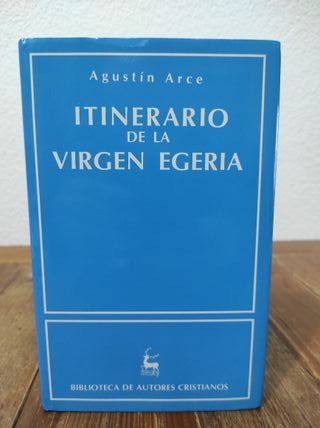 Agustín Arce
ITINERARIO
DE LA
VIRGEN EGERIA
BIBLIOTECA DE AUTORES CRISTIANOS